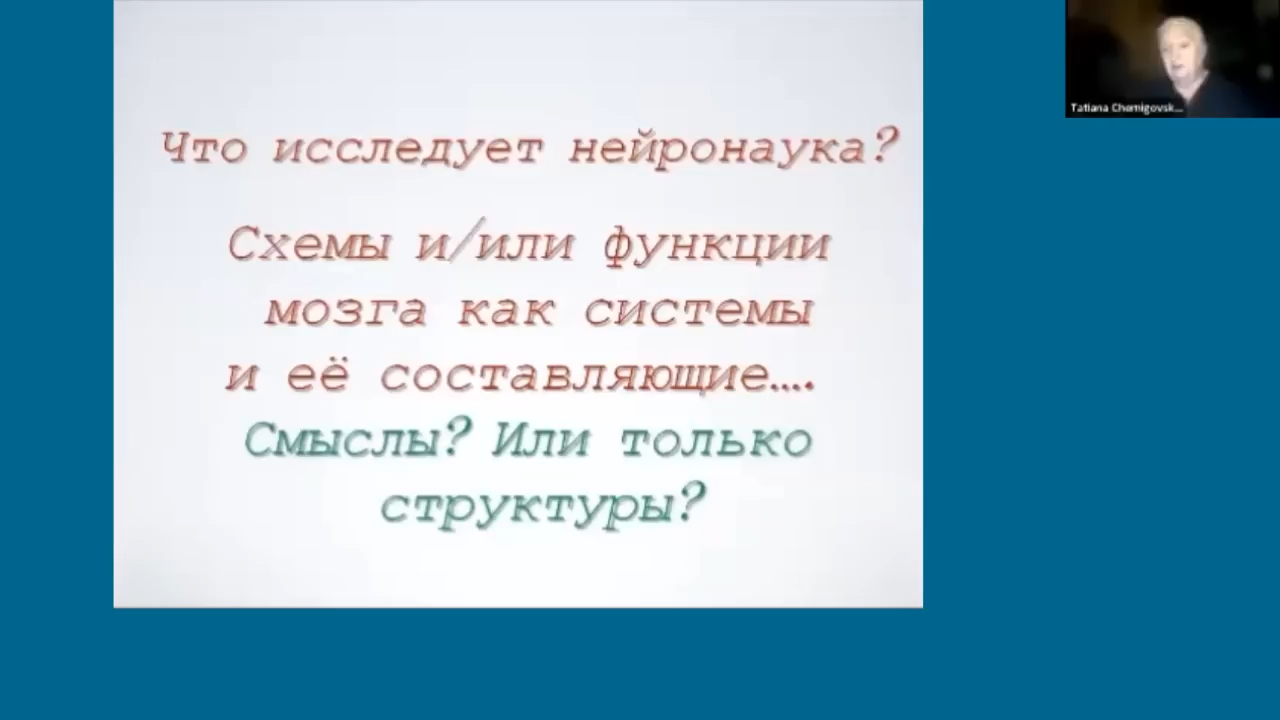 Что исследует нейронаука?
Схемы и/или функции
мозга как системы
и её составляющие….
Смыслы? Или только
структуры?
Tatiana Chernigovsk...